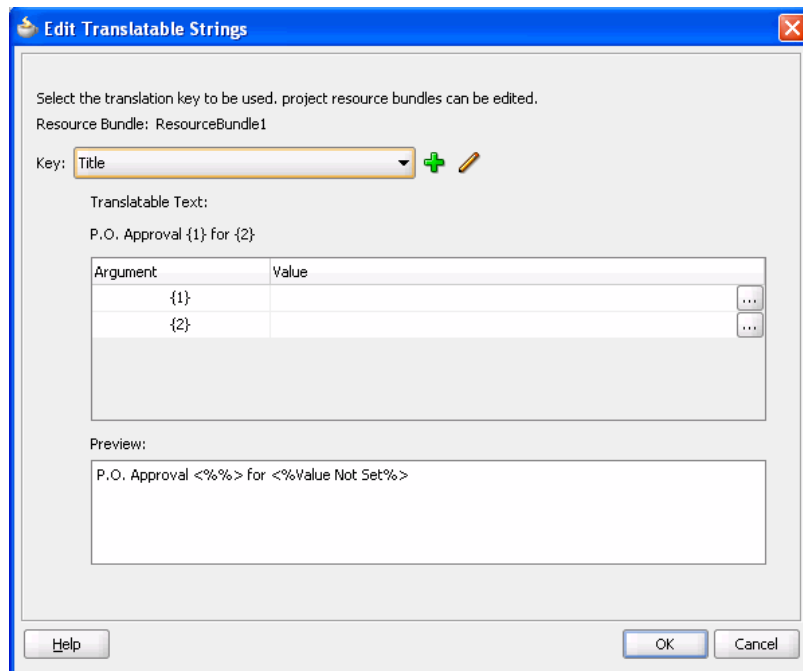 Edit Translatable Strings
Select the translation key to be used. project resource bundles can be edited.
Resource Bundle: ResourceBundle1
Key: Title
Translatable Text:
P.O. Approval {1} for {2}
Argument Value
{1} ...
{2} ...
Preview:
P.O. Approval <%%> for <%Value Not Set%>
Help OK Cancel